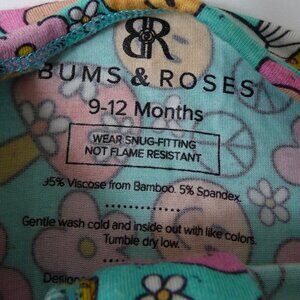 BR
BUMS & ROSES
9-12 Months
WEAR SNUG-FITTING
NOT FLAME RESISTANT
95% Viscose from Bamboo. 5% Spandex.
Gentle wash cold and inside out with like colors.
Tumble dry low.